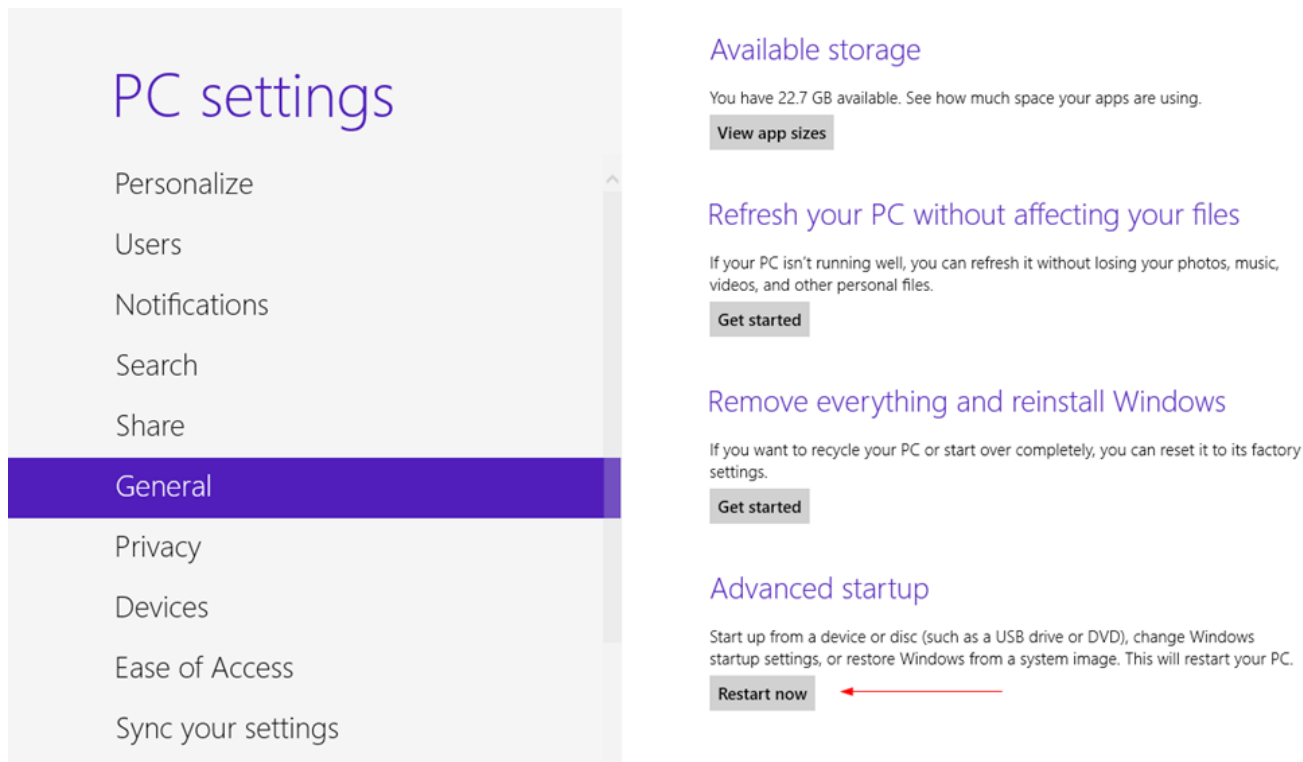 PC settings
Personalize
Users
Notifications
Search
Share
General
Privacy
Devices
Ease of Access
Sync your settings
Available storage
You have 22.7 GB available. See how much space your apps are using.
View app sizes
Refresh your PC without affecting your files
If your PC isn't running well, you can refresh it without losing your photos, music,
videos, and other personal files.
Get started
Remove everything and reinstall Windows
If you want to recycle your PC or start over completely, you can reset it to its factory
settings.
Get started
Advanced startup
Start up from a device or disc (such as a USB drive or DVD), change Windows
startup settings, or restore Windows from a system image. This will restart your PC.
Restart now